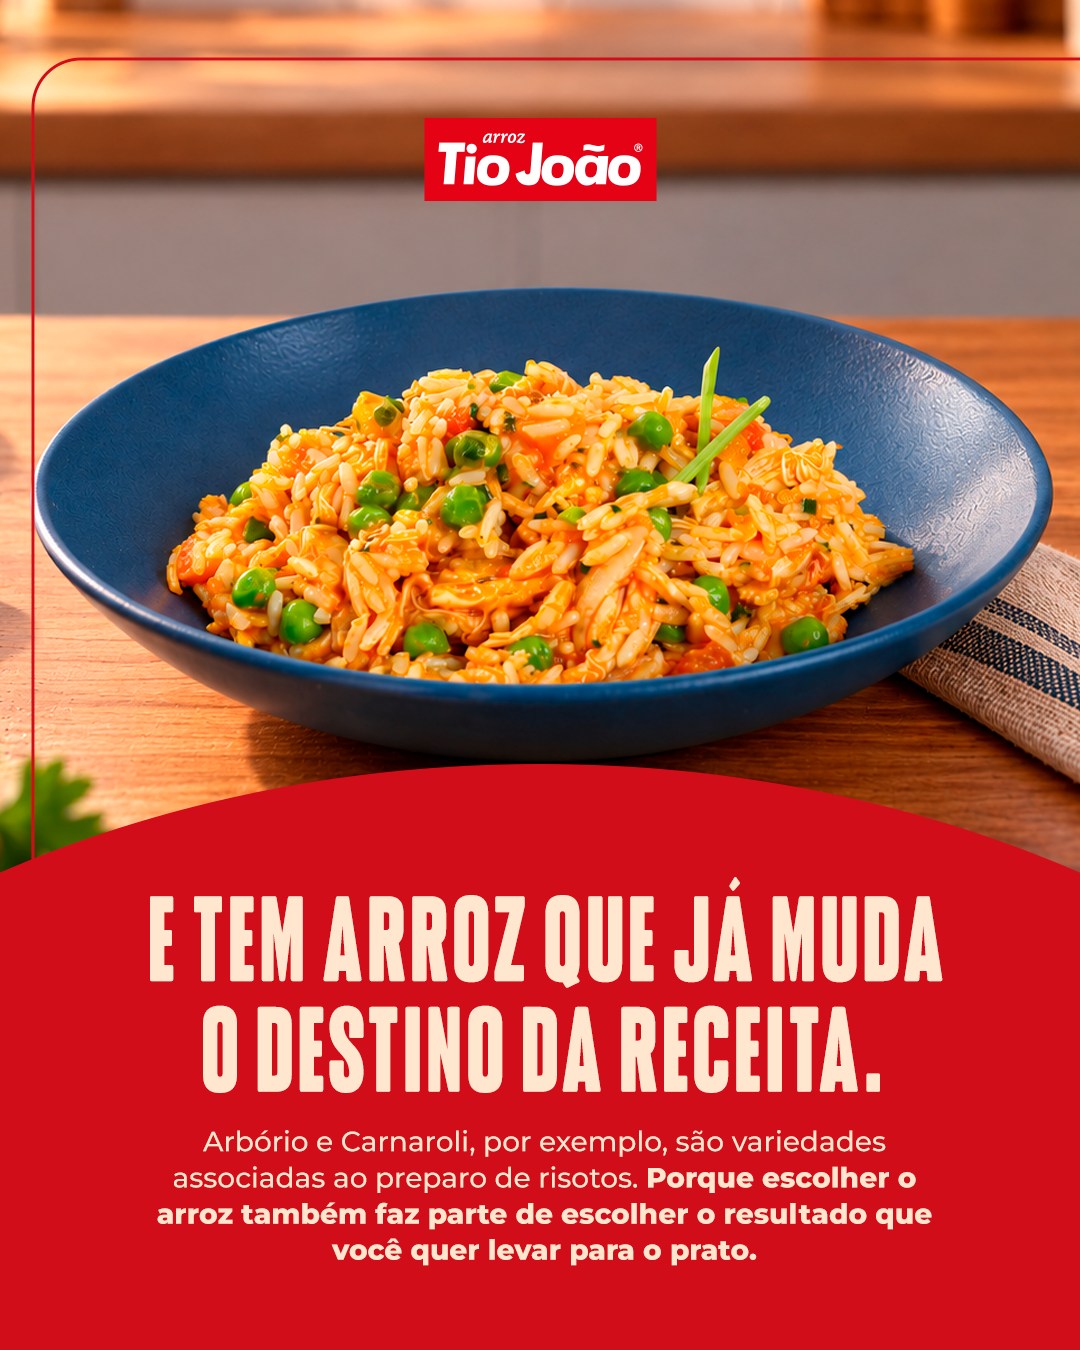 arroz
Tio João®
E TEM ARROZ QUE JÁ MUDA
O DESTINO DA RECEITA.
Arbório e Carnaroli, por exemplo, são variedades
associadas ao preparo de risotos. Porque escolher o
arroz também faz parte de escolher o resultado que
você quer levar para o prato.